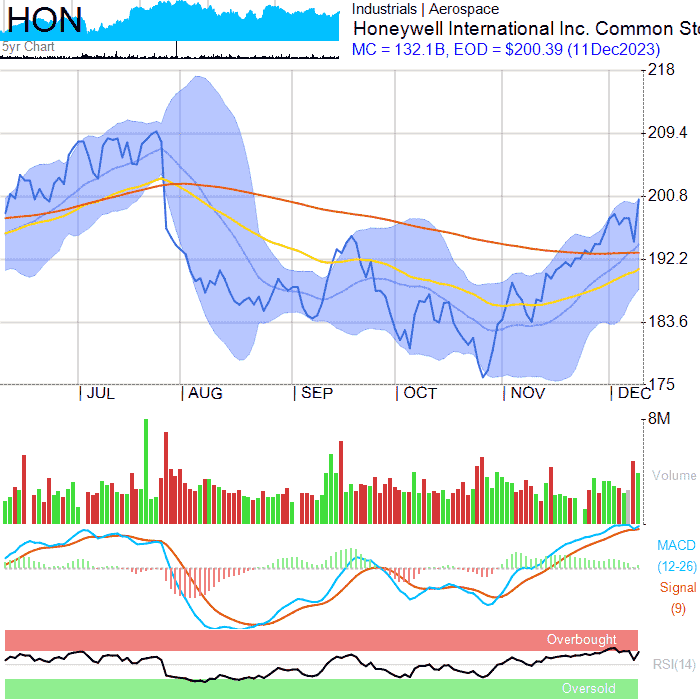 HON
Industrials | Aerospace
Honeywell International Inc. Common Sto
5yr Chart
MC = 132.1B, EOD = $200.39 (11Dec2023)
218
209.4
200.8
192.2
183.6
175
| JUL | AUG | SEP | OCT | NOV | DEC
8M
Volume
MACD
(12-26)
Signal
(9)
Overbought
RSI(14)
Oversold